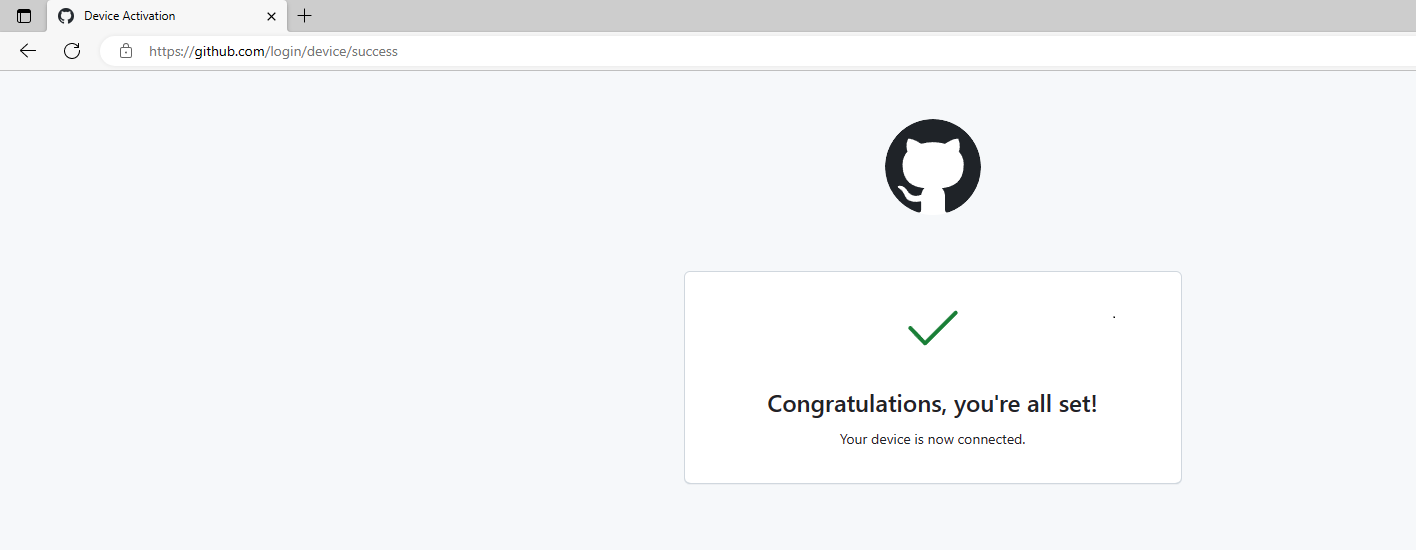 Device Activation
https://github.com/login/device/success
Congratulations, you're all set!
Your device is now connected.